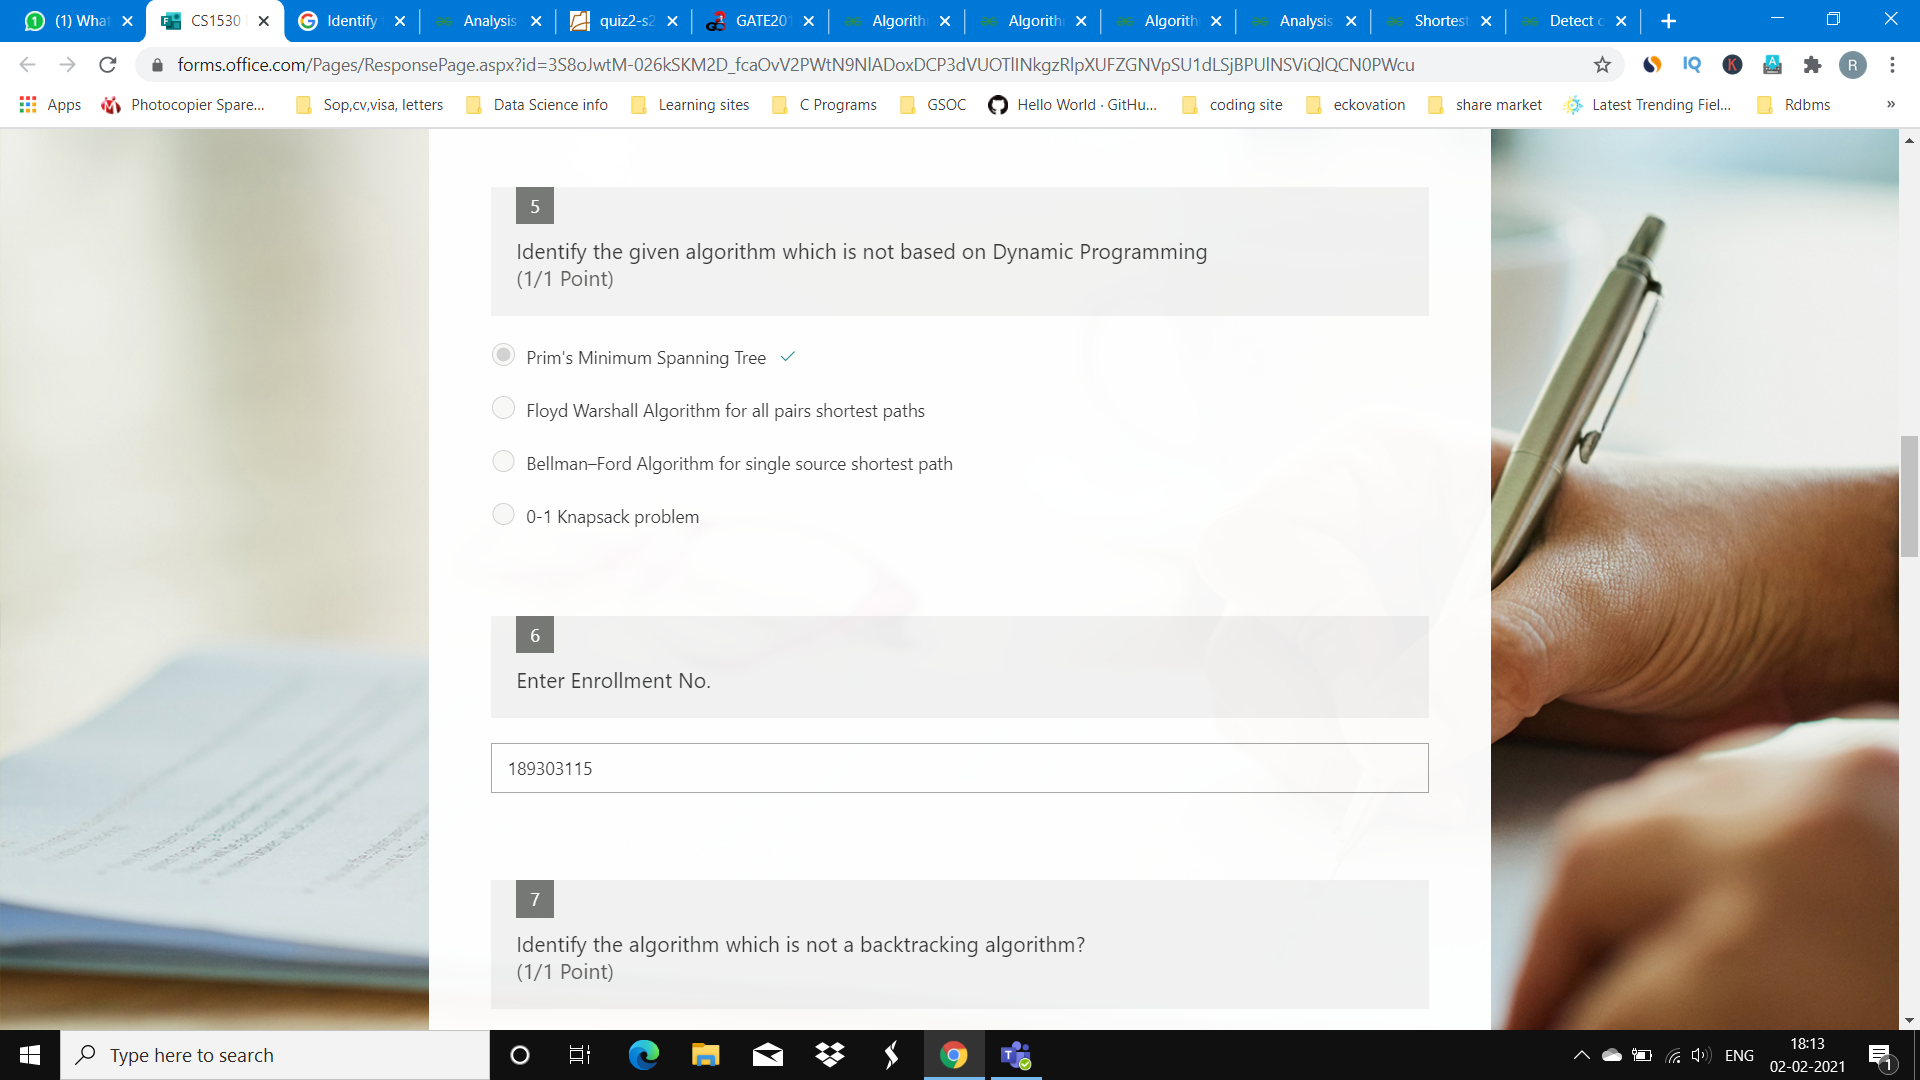 (1) What
CS1530
Identify
Analysis
quiz2-s2
GATE201
Algorith
Algorith
Algorith
Analysis
Shortest
Detect c
forms.office.com/Pages/ResponsePage.aspx?id=3S8oJwtM-026kSKM2D_fcaOvV2PWtN9NlADoxDCP3dVUOTlINkgzRlpXUFZGNVpSU1dLSjBPUlNSViQlQCN0PWcu
IQ
K
A
R
Apps
Photocopier Spare...
Sop,cv,visa, letters
Data Science info
Learning sites
C Programs
GSOC
Hello World · GitHu...
coding site
eckovation
share market
Latest Trending Fiel...
Rdbms
»
5
Identify the given algorithm which is not based on Dynamic Programming
(1/1 Point)
Prim's Minimum Spanning Tree
Floyd Warshall Algorithm for all pairs shortest paths
Bellman–Ford Algorithm for single source shortest path
0-1 Knapsack problem
6
Enter Enrollment No.
189303115
7
Identify the algorithm which is not a backtracking algorithm?
(1/1 Point)
Type here to search
ENG
18:13
02-02-2021
1